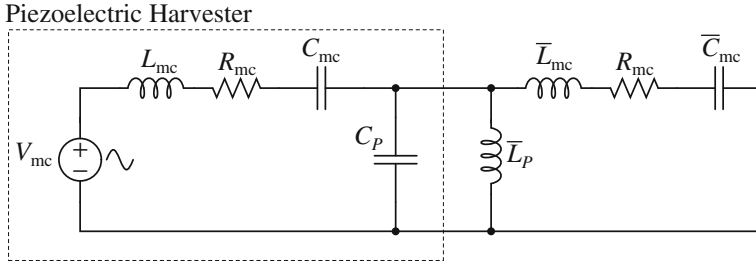 Piezoelectric Harvester
L_mc R_mc C_mc L̅_mc R_mc C̅_mc
V_mc + − C_P L̅_P